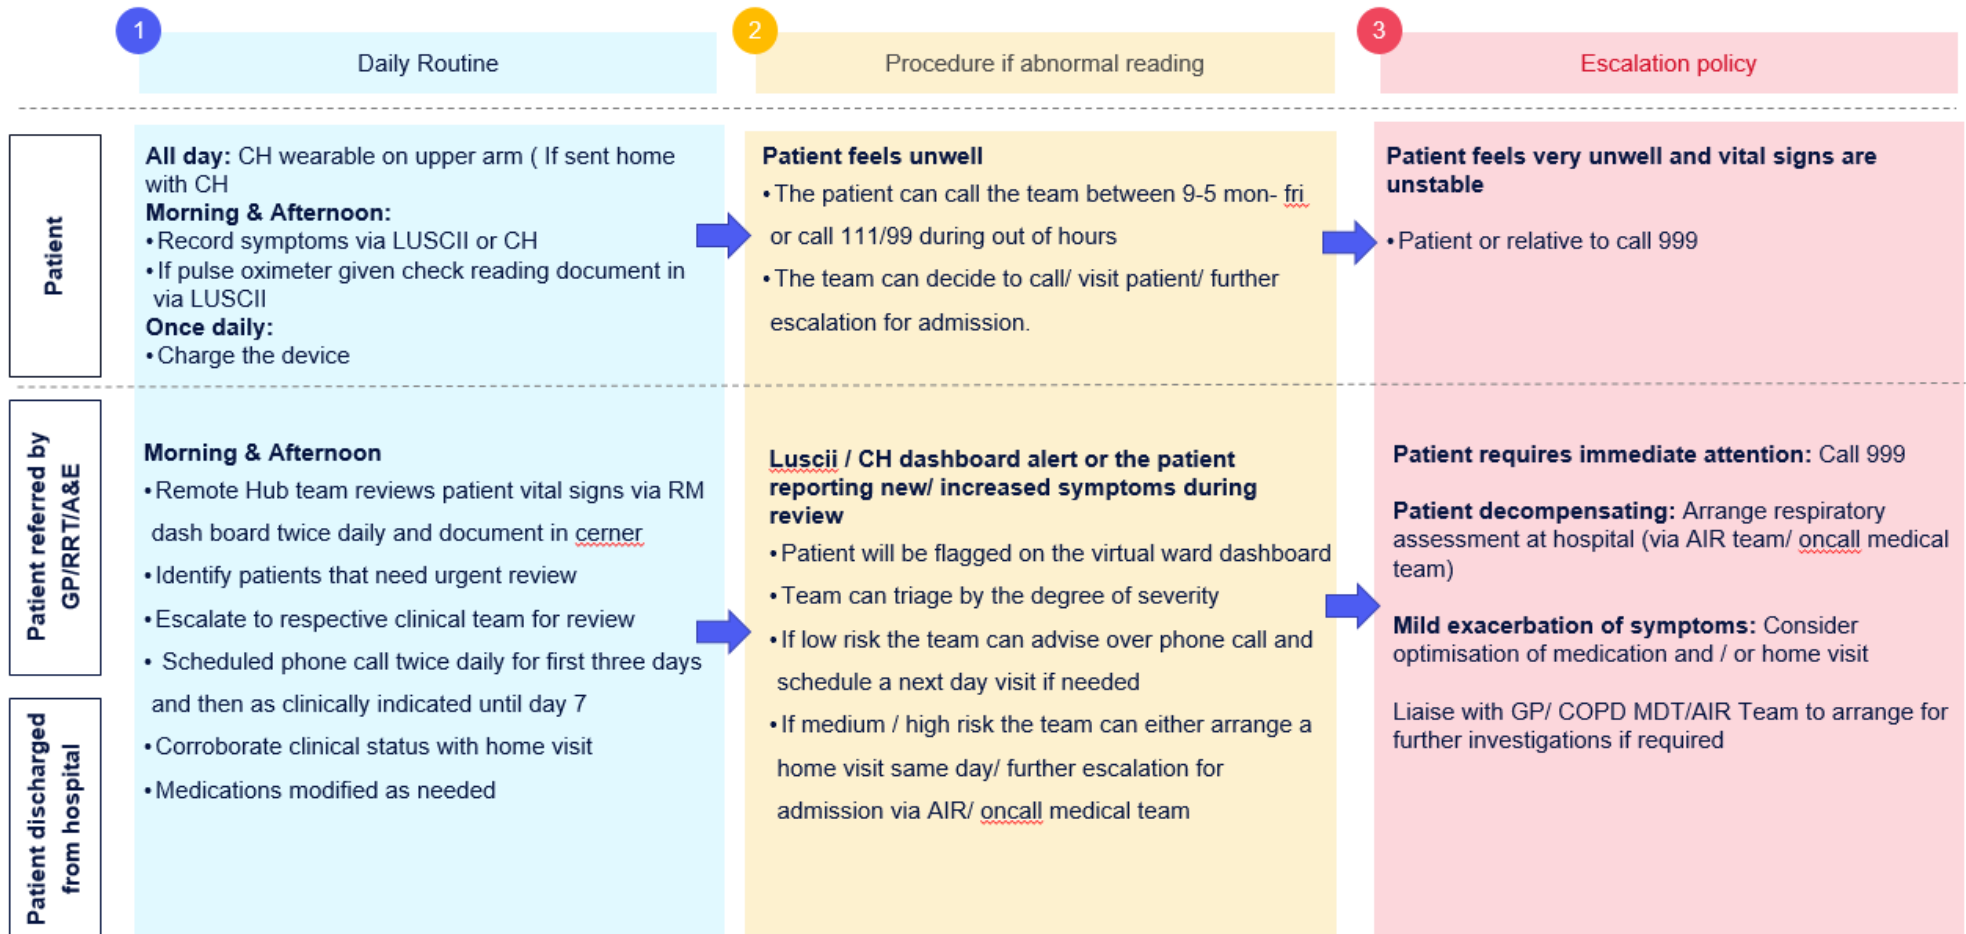 1
Daily Routine
2
Procedure if abnormal reading
3
Escalation policy
Patient
All day: CH wearable on upper arm ( If sent home
with CH
Morning & Afternoon:
•Record symptoms via LUSCII or CH
•If pulse oximeter given check reading document in
via LUSCII
Once daily:
•Charge the device
Patient feels unwell
•The patient can call the team between 9-5 mon- fri
or call 111/99 during out of hours
•The team can decide to call/ visit patient/ further
escalation for admission.
Patient feels very unwell and vital signs are
unstable
•Patient or relative to call 999
Patient referred by
GP/RRT/A&E
Patient discharged
from hospital
Morning & Afternoon
•Remote Hub team reviews patient vital signs via RM
dash board twice daily and document in cerner
•Identify patients that need urgent review
•Escalate to respective clinical team for review
• Scheduled phone call twice daily for first three days
and then as clinically indicated until day 7
•Corroborate clinical status with home visit
•Medications modified as needed
Luscii / CH dashboard alert or the patient
reporting new/ increased symptoms during
review
•Patient will be flagged on the virtual ward dashboard
•Team can triage by the degree of severity
•If low risk the team can advise over phone call and
schedule a next day visit if needed
•If medium / high risk the team can either arrange a
home visit same day/ further escalation for
admission via AIR/ oncall medical team
Patient requires immediate attention: Call 999
Patient decompensating: Arrange respiratory
assessment at hospital (via AIR team/ oncall medical
team)
Mild exacerbation of symptoms: Consider
optimisation of medication and / or home visit
Liaise with GP/ COPD MDT/AIR Team to arrange for
further investigations if required